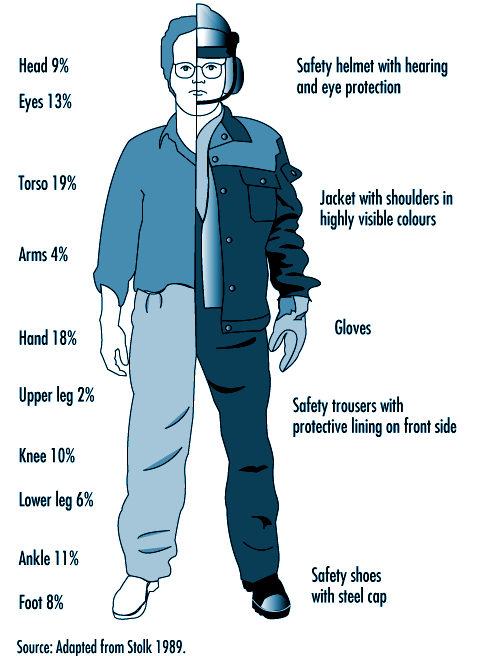 Head 9%
Safety helmet with hearing
and eye protection
Eyes 13%
Torso 19%
Jacket with shoulders in
highly visible colours
Arms 4%
Hand 18%
Gloves
Upper leg 2%
Safety trousers with
protective lining on front side
Knee 10%
Lower leg 6%
Ankle 11%
Safety shoes
with steel cap
Foot 8%
Source: Adapted from Stolk 1989.